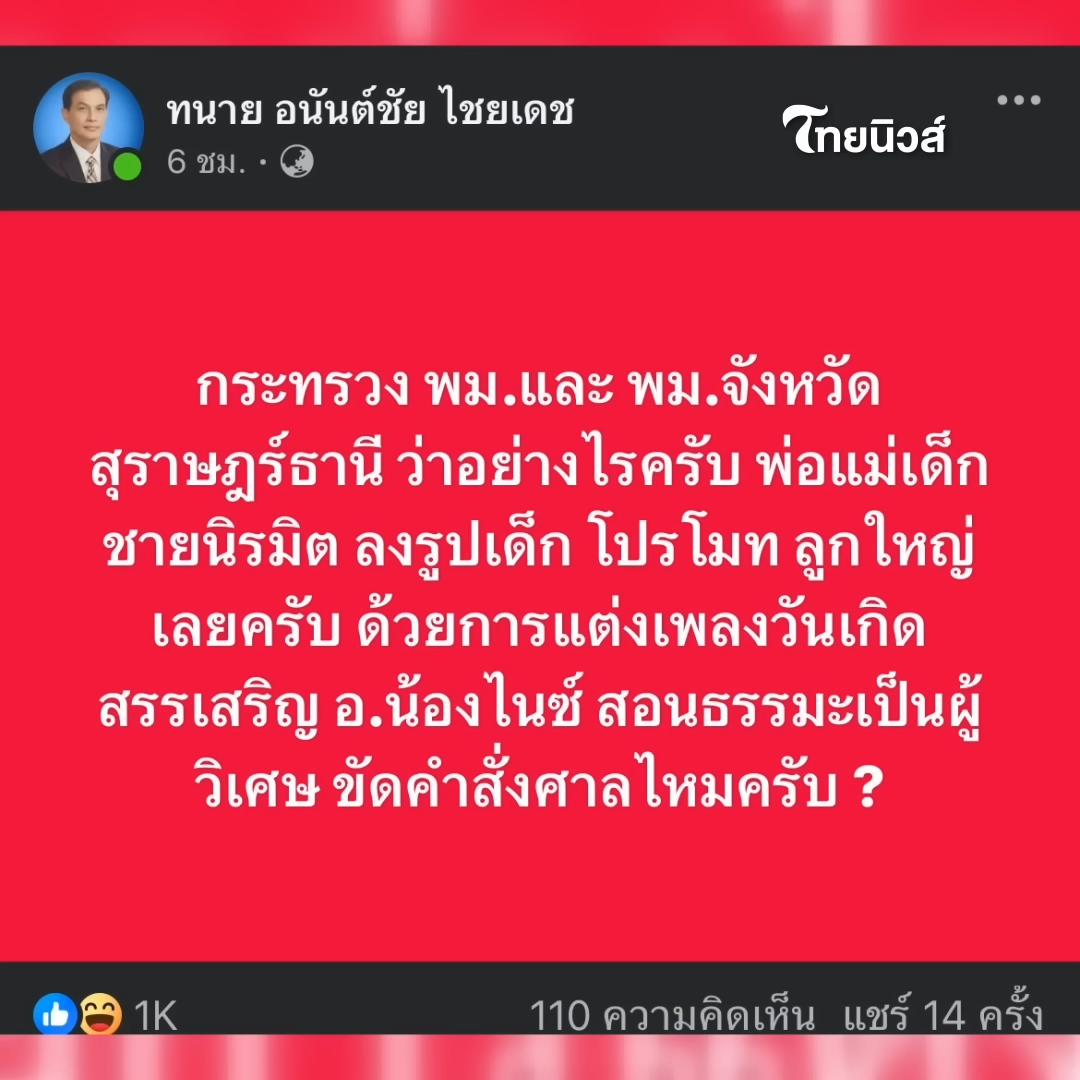 ทนาย อนันต์ชัย ไชยเดช
6 ชม. ·
ไทยนิวส์
กระทรวง พม.และ พม.จังหวัด
สุราษฎร์ธานี ว่าอย่างไรครับ พ่อแม่เด็ก
ชายนิรมิต ลงรูปเด็ก โปรโมท ลูกใหญ่
เลยครับ ด้วยการแต่งเพลงวันเกิด
สรรเสริญ อ.น้องไนซ์ สอนธรรมะเป็นผู้
วิเศษ ขัดคำสั่งศาลไหมครับ ?
1K
110 ความคิดเห็น แชร์ 14 ครั้ง